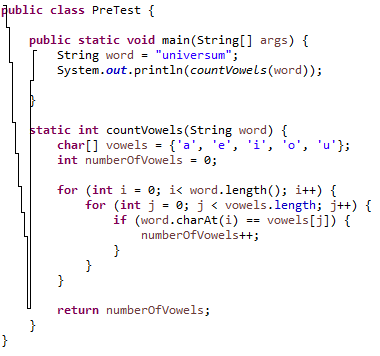 public class PreTest {
public static void main(String[] args) {
String word = "universum";
System.out.println(countVowels(word));
}
static int countVowels(String word) {
char[] vowels = {'a', 'e', 'i', 'o', 'u'};
int numberOfVowels = 0;
for (int i = 0; i< word.length(); i++) {
for (int j = 0; j < vowels.length; j++) {
if (word.charAt(i) == vowels[j]) {
numberOfVowels++;
}
}
}
return numberOfVowels;
}
}